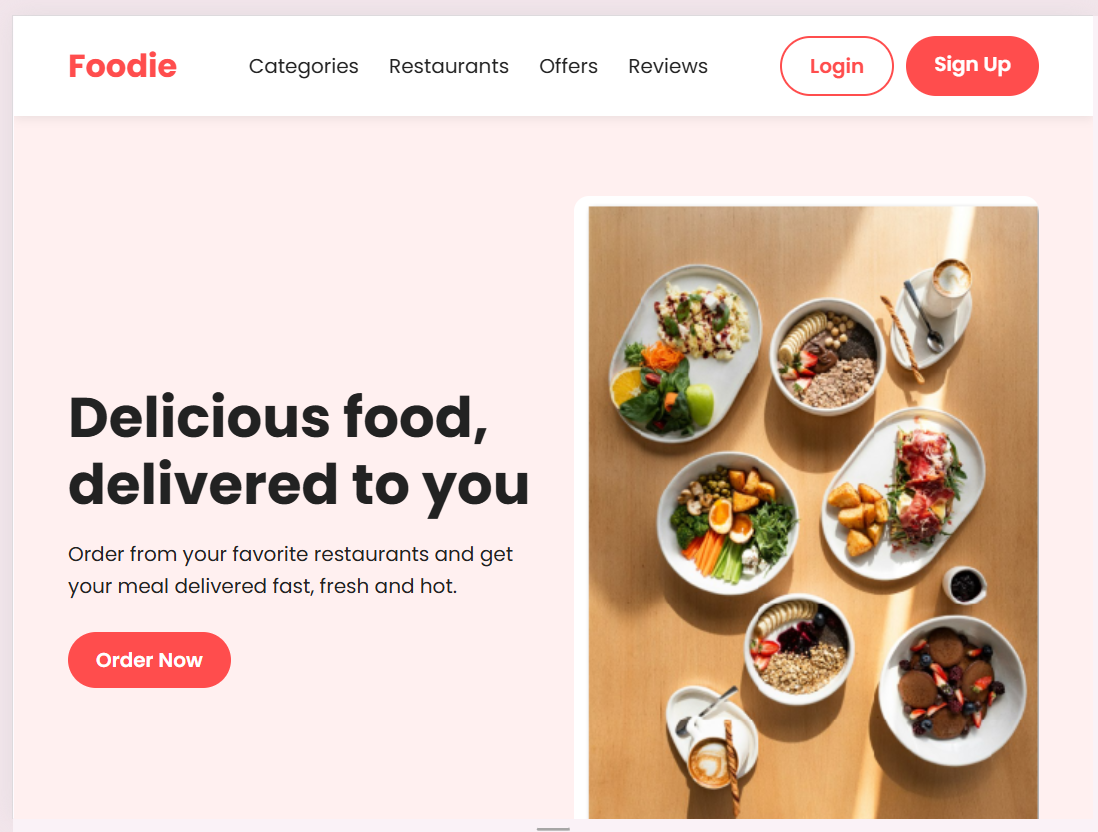 Foodie
Categories Restaurants Offers Reviews
Login
Sign Up
Delicious food,
delivered to you
Order from your favorite restaurants and get
your meal delivered fast, fresh and hot.
Order Now